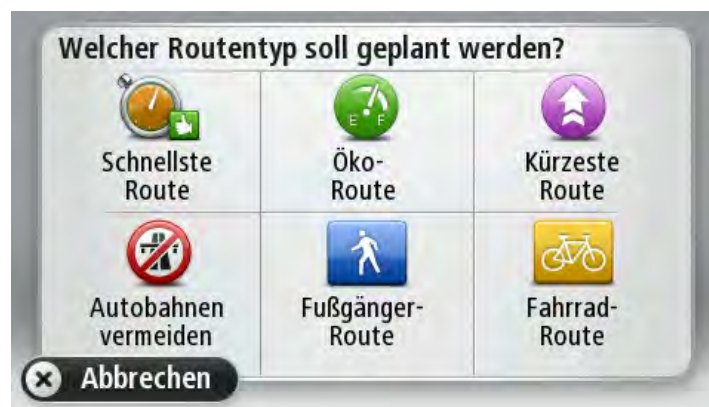 Welcher Routentyp soll geplant werden?
E F
Schnellste
Route
Öko-
Route
Kürzeste
Route
Autobahnen
vermeiden
Fußgänger-
Route
Fahrrad-
Route
Abbrechen